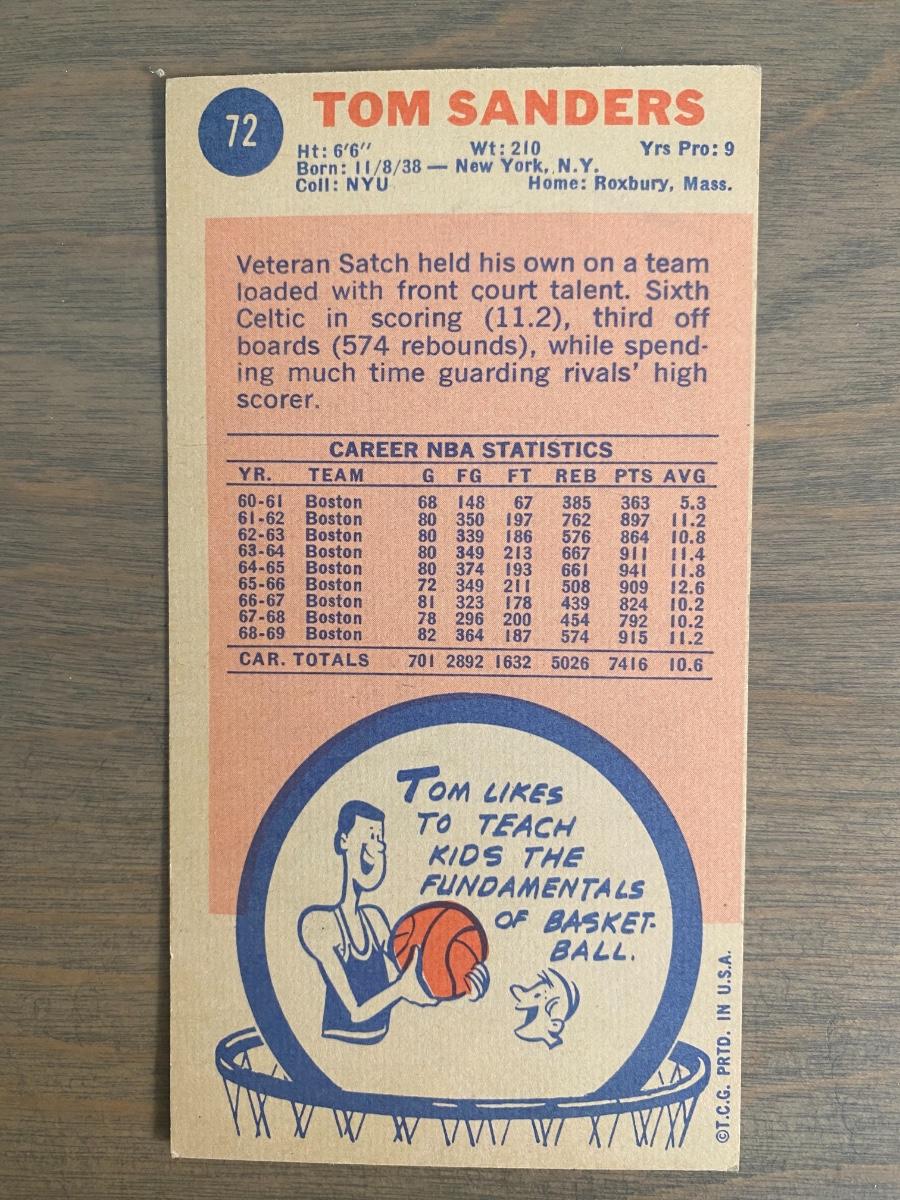 72
TOM SANDERS
Ht: 6'6" Wt: 210 Yrs Pro: 9
Born: 11/8/38 — New York, N.Y.
Coll: NYU Home: Roxbury, Mass.
Veteran Satch held his own on a team
loaded with front court talent. Sixth
Celtic in scoring (11.2), third off
boards (574 rebounds), while spend-
ing much time guarding rivals' high
scorer.
CAREER NBA STATISTICS
YR. TEAM G FG FT REB PTS AVG
60-61 Boston 68 148 67 385 363 5.3
61-62 Boston 80 350 197 762 897 11.2
62-63 Boston 80 339 186 576 864 10.8
63-64 Boston 80 349 213 667 911 11.4
64-65 Boston 80 374 193 661 941 11.8
65-66 Boston 72 349 211 508 909 12.6
66-67 Boston 81 323 178 439 824 10.2
67-68 Boston 78 296 200 454 792 10.2
68-69 Boston 82 364 187 574 915 11.2
CAR. TOTALS 701 2892 1632 5026 7416 10.6
TOM LIKES
TO TEACH
KIDS THE
FUNDAMENTALS
OF BASKET-
BALL.
©T.C.G. PRTD. IN U.S.A.